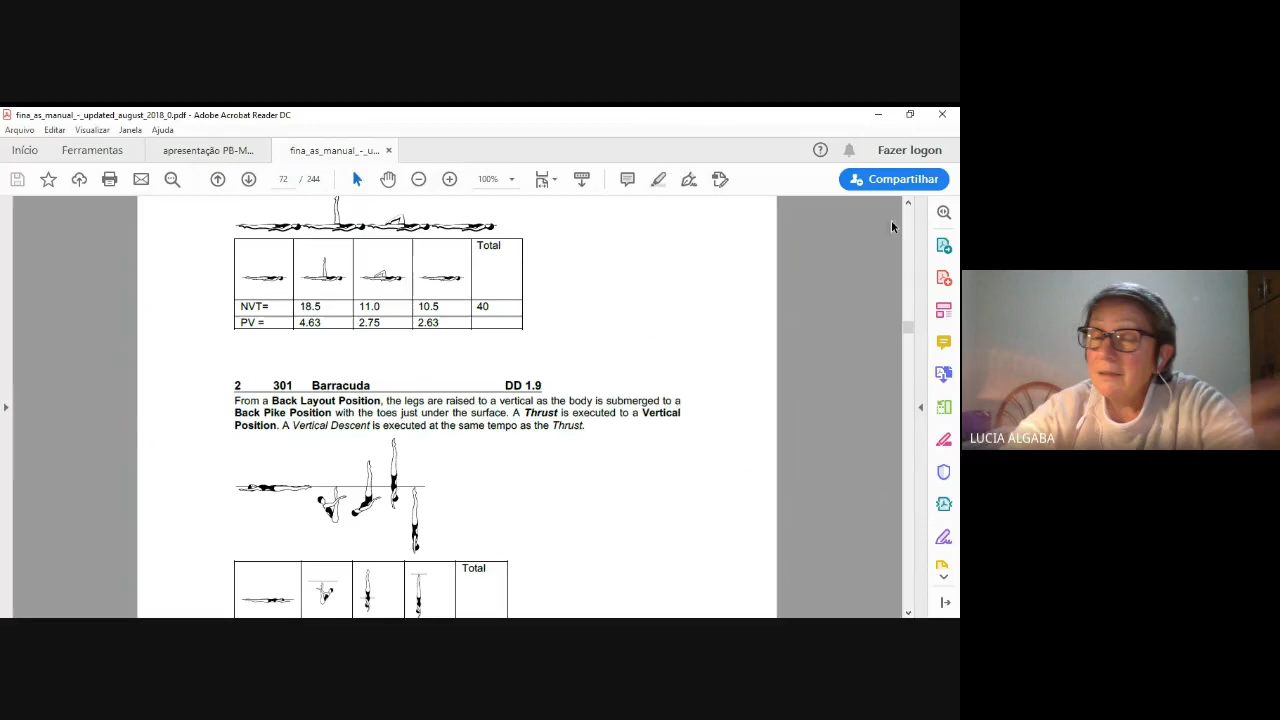 fina_as_manual_-_updated_august_2018_0.pdf - Adobe Acrobat Reader DC
Arquivo Editar Visualizar Janela Ajuda
Início Ferramentas apresentação PB-M... fina_as_manual_-_u... Fazer logon
72 / 244 100% Compartilhar
Total
NVT= 18.5 11.0 10.5 40
PV = 4.63 2.75 2.63
2 301 Barracuda DD 1.9
From a Back Layout Position, the legs are raised to a vertical as the body is submerged to a
Back Pike Position with the toes just under the surface. A Thrust is executed to a Vertical
Position. A Vertical Descent is executed at the same tempo as the Thrust.
Total
LUCIA ALGABA